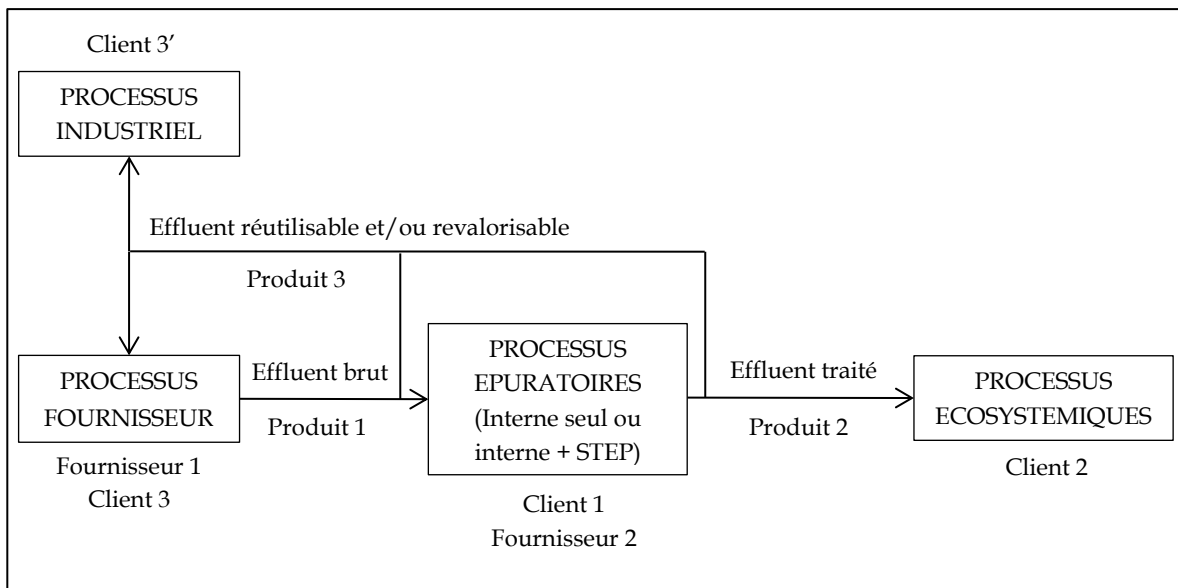 Client 3’
PROCESSUS
INDUSTRIEL
Effluent réutilisable et/ou revalorisable
Produit 3
PROCESSUS
FOURNISSEUR
Fournisseur 1
Client 3
Effluent brut
Produit 1
PROCESSUS
EPURATOIRES
(Interne seul ou
interne + STEP)
Client 1
Fournisseur 2
Effluent traité
Produit 2
PROCESSUS
ECOSYSTEMIQUES
Client 2